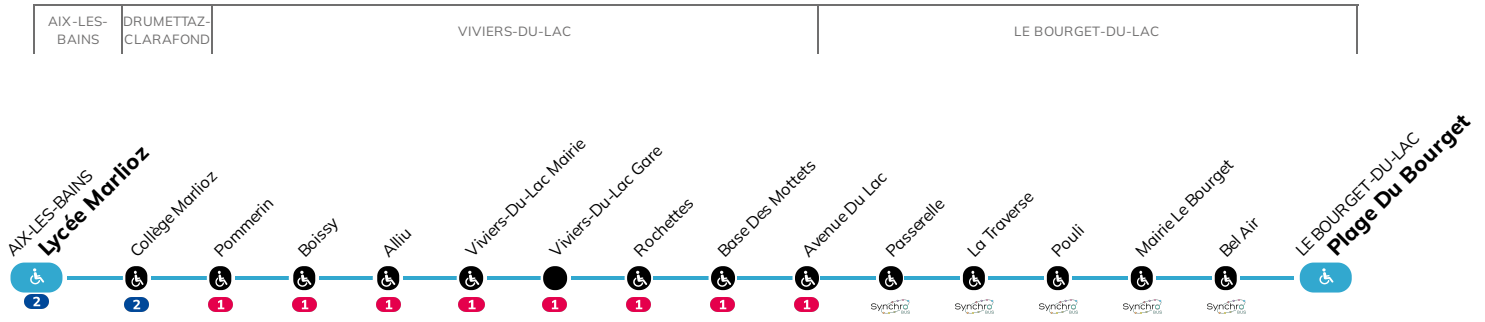 AIX-LES-
BAINS
DRUMETTAZ-
CLARAFOND
VIVIERS-DU-LAC
LE BOURGET-DU-LAC
AIX-LES-BAINS
Lycée Marlioz
Collège Marlioz
Pommerin
Boissy
Alliu
Viviers-Du-Lac Mairie
Viviers-Du-Lac Gare
Rochettes
Base Des Mottets
Avenue Du Lac
Passerelle
La Traverse
Pouli
Mairie Le Bourget
Bel Air
LE BOURGET-DU-LAC
Plage Du Bourget
2
2
1
1
1
1
1
1
1
1
Synchro
Synchro
Synchro
Synchro
Synchro